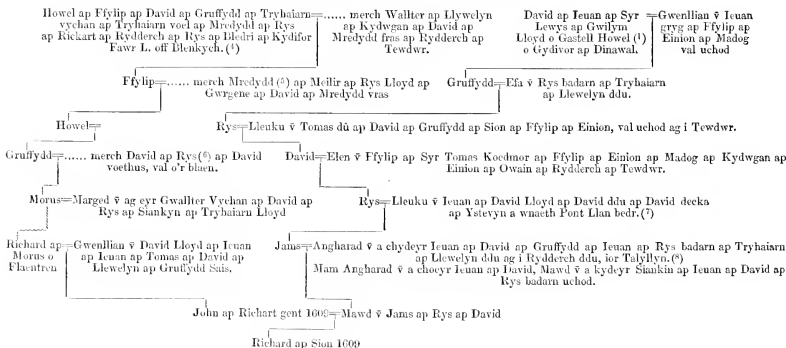 Howel ap Ffylip ap David ap Gruffydd ap Tryhaiarn
vychan ap Tryhaiarn voel ap Mredydd ap Rys
ap Rickart ap Rydderch ap Rys ap Bledri ap Kydifor
Fawr L. off Blenkych.(⁴)
=...... merch Wallter ap Llywelyn
ap Kydwgan ap David ap
Mredydd fras ap Rydderch ap
Tewdwr.
David ap Ieuan ap Syr
Lewys ap Gwilym
Lloyd o Gastell Howel (¹)
o Gydivor ap Dinawal.
=Gwenllian v̄ Ieuan
gryg ap Ffylip ap
Einion ap Madog
val uchod
Ffylip=...... merch Mredydd (⁵) ap Meilir ap Rys Lloyd ap
Gwrgene ap David ap Mredydd vras
Gruffydd=Efa v̄ Rys badarn ap Tryhaiarn
ap Llewelyn ddu.
Howel=
Rys=Lleuku v̄ Tomas dû ap David ap Gruffydd ap Sion ap Ffylip ap Einion, val uchod ag i Tewdwr.
Gruffydd=...... merch David ap Rys(⁶) ap David
voethus, val o'r blaen.
David=Elen v̄ Ffylip ap Syr Tomas Koedmor ap Ffylip ap Einion ap Madog ap Kydwgan ap
Einion ap Owain ap Rydderch ap Tewdwr.
Morus=Marged v̄ ag eyr Gwallter Vychan ap David ap
Rys ap Siankyn ap Tryhaiarn Lloyd
Rys=Lleuku v̄ Ieuan ap David Lloyd ap David ddu ap David decka
ap Ystevyn a wnaeth Pont Llan bedr.(⁷)
Richard ap
Morus o
Flaentren
=Gwenllian v̄ David Lloyd ap Ieuan
ap Ieuan ap Tomas ap David ap
Llewelyn ap Gruffydd Sais.
Jams=Angharad v̄ a chydeyr Ieuan ap David ap Gruffydd ap Ieuan ap Rys badarn ap Tryhaiarn
ap Llewelyn ddu ag i Rydderch ddu, ior Talyllyn.(⁸)
Mam Angharad v̄ a choeyr Ieuan ap David, Mawd v̄ a kydeyr Siankin ap Ieuan ap David ap
Rys badarn uchod.
John ap Richart gent 1609=Mawd v̄ Jams ap Rys ap David
Richard ap Sion 1609